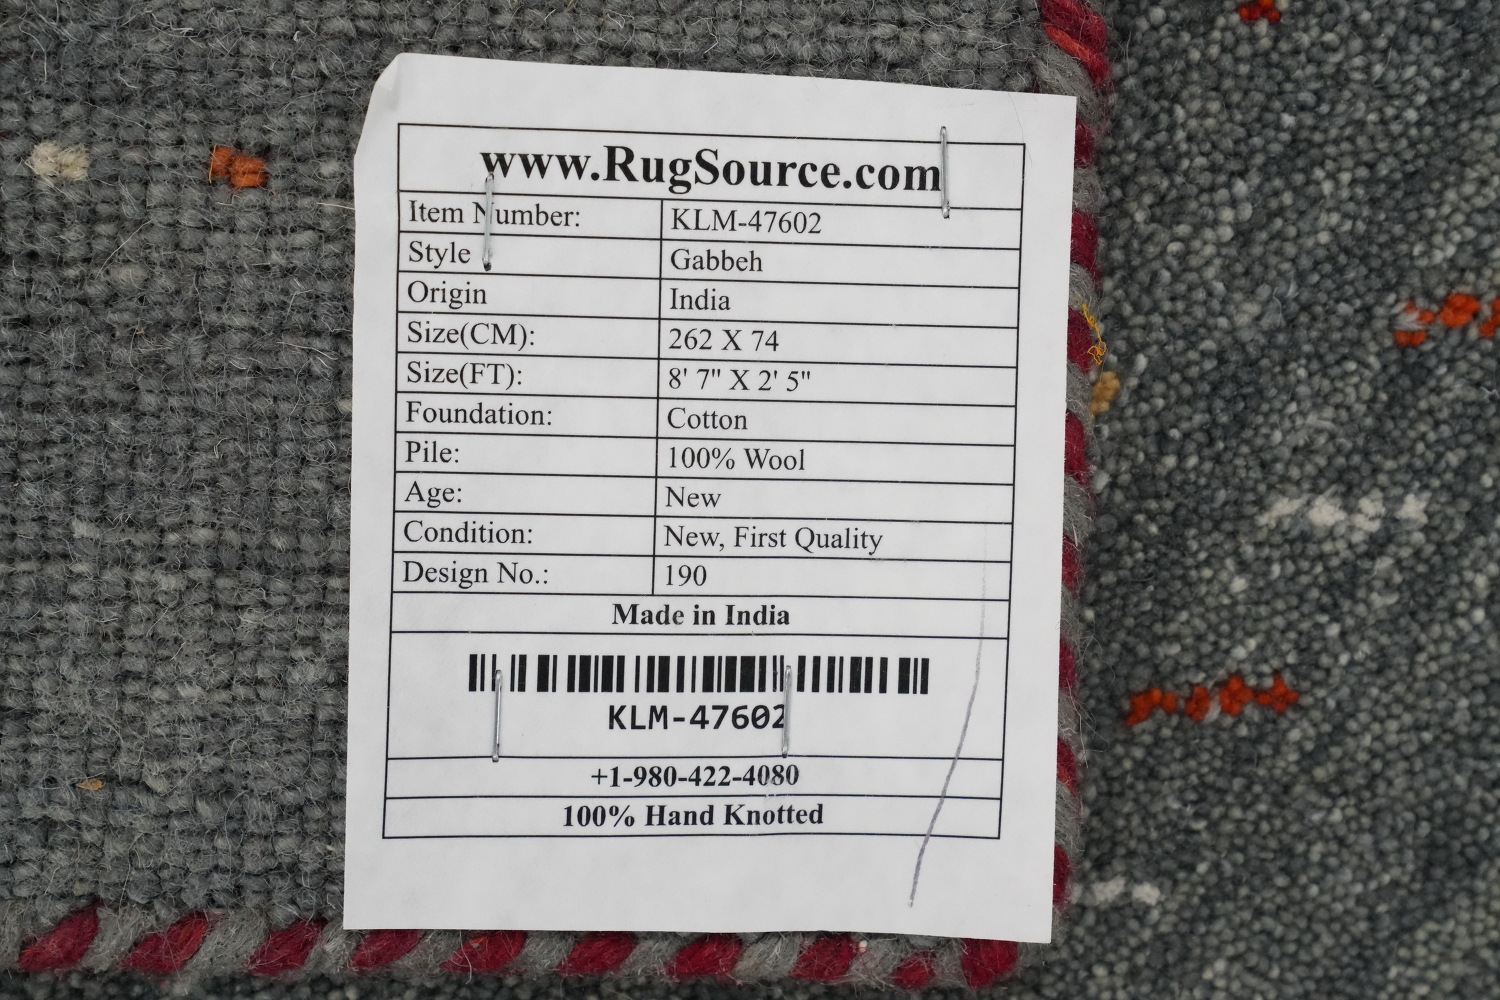 www.RugSource.com
Item Number: KLM-47602
Style Gabbeh
Origin India
Size(CM): 262 X 74
Size(FT): 8' 7" X 2' 5"
Foundation: Cotton
Pile: 100% Wool
Age: New
Condition: New, First Quality
Design No.: 190
Made in India
KLM-47602
+1-980-422-4080
100% Hand Knotted